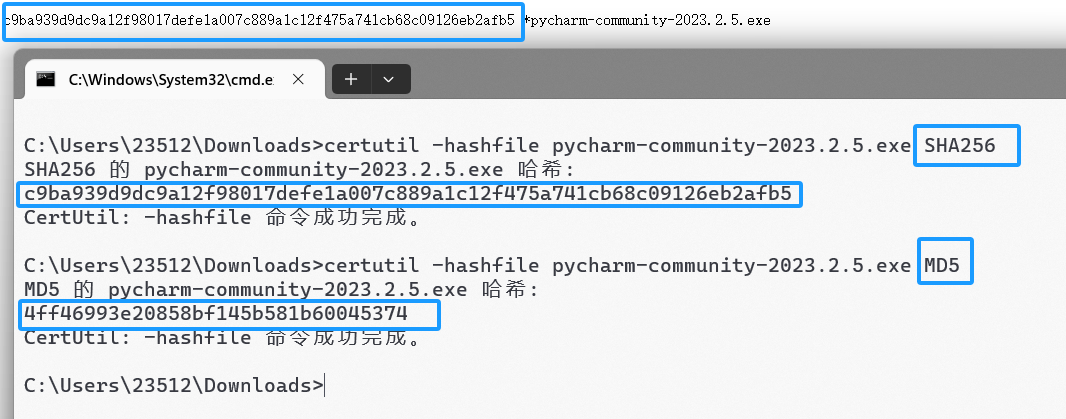 c9ba939d9dc9a12f98017defe1a007c889a1c12f475a741cb68c09126eb2afb5 *pycharm-community-2023.2.5.exe
C:\Windows\System32\cmd.e
C:\Users\23512\Downloads>certutil -hashfile pycharm-community-2023.2.5.exe SHA256
SHA256 的 pycharm-community-2023.2.5.exe 哈希:
c9ba939d9dc9a12f98017defe1a007c889a1c12f475a741cb68c09126eb2afb5
CertUtil: -hashfile 命令成功完成。
C:\Users\23512\Downloads>certutil -hashfile pycharm-community-2023.2.5.exe MD5
MD5 的 pycharm-community-2023.2.5.exe 哈希:
4ff46993e20858bf145b581b60045374
CertUtil: -hashfile 命令成功完成。
C:\Users\23512\Downloads>